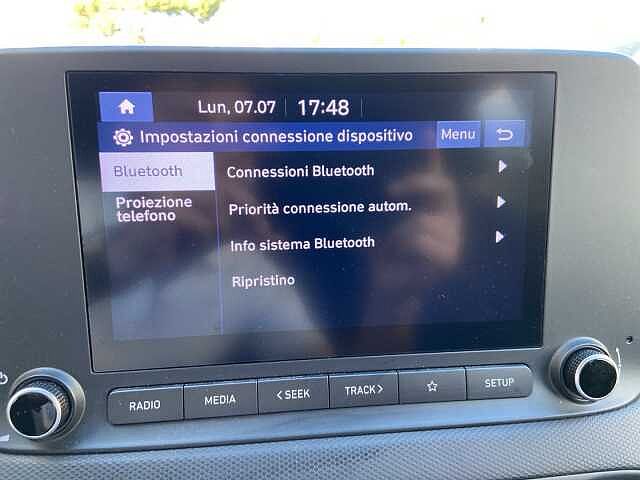 Lun, 07.07 17:48
Impostazioni connessione dispositivo Menu
Bluetooth
Proiezione
telefono
Connessioni Bluetooth
Priorità connessione autom.
Info sistema Bluetooth
Ripristino
RADIO
MEDIA
< SEEK
TRACK >
SETUP